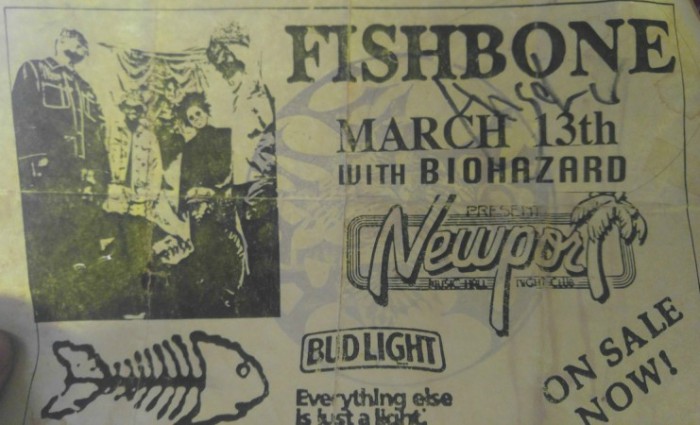 FISHBONE
MARCH 13th
WITH BIOHAZARD
PRESENT
Newport
MUSIC HALL NIGHT CLUB
BUD LIGHT
Everything else
is just a light.
ON SALE
NOW!